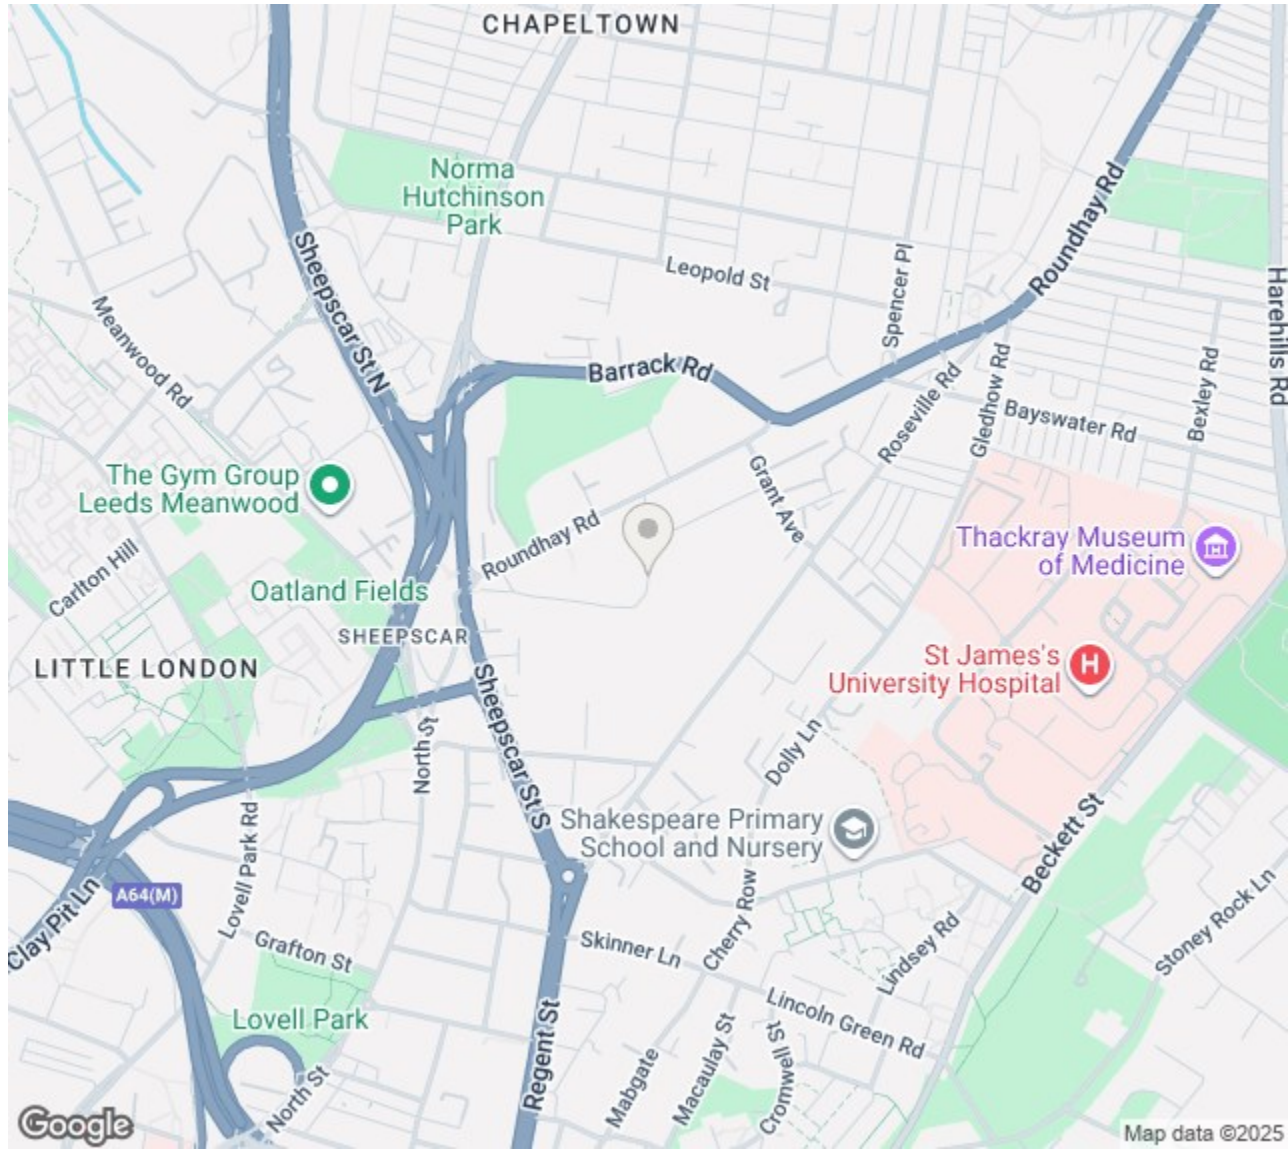 CHAPELTOWN
Norma
Hutchinson
Park
Roundhay Rd
Leopold St
Spencer Pl
Sheepscar St N
Harehills Rd
Meanwood Rd
Barrack Rd
Roseville Rd
Gledhow Rd
Bexley Rd
Bayswater Rd
The Gym Group
Leeds Meanwood
Grant Ave
Roundhay Rd
Thackray Museum
of Medicine
Carlton Hill
Oatland Fields
SHEEPSCAR
LITTLE LONDON
St James's
University Hospital
Sheepscar St S
North St
Dolly Ln
Shakespeare Primary
School and Nursery
Beckett St
Lovell Park Rd
A64(M)
Clay Pit Ln
Cherry Row
Stoney Rock Ln
Grafton St
Skinner Ln
Lindsey Rd
Lovell Park
Lincoln Green Rd
Regent St
Mabgate
Macaulay St
Cromwell St
North St
Google
Map data ©2025